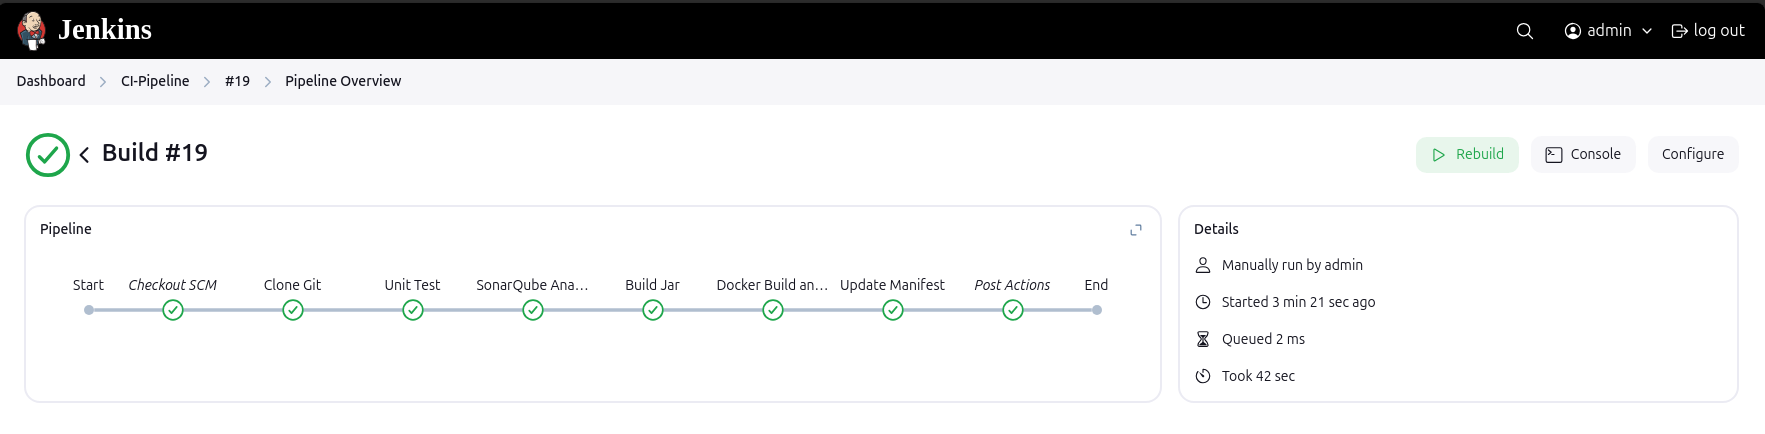 Jenkins
admin
log out
Dashboard
CI-Pipeline
#19
Pipeline Overview
Build #19
Rebuild
Console
Configure
Pipeline
Start
Checkout SCM
Clone Git
Unit Test
SonarQube Ana...
Build Jar
Docker Build an...
Update Manifest
Post Actions
End
Details
Manually run by admin
Started 3 min 21 sec ago
Queued 2 ms
Took 42 sec